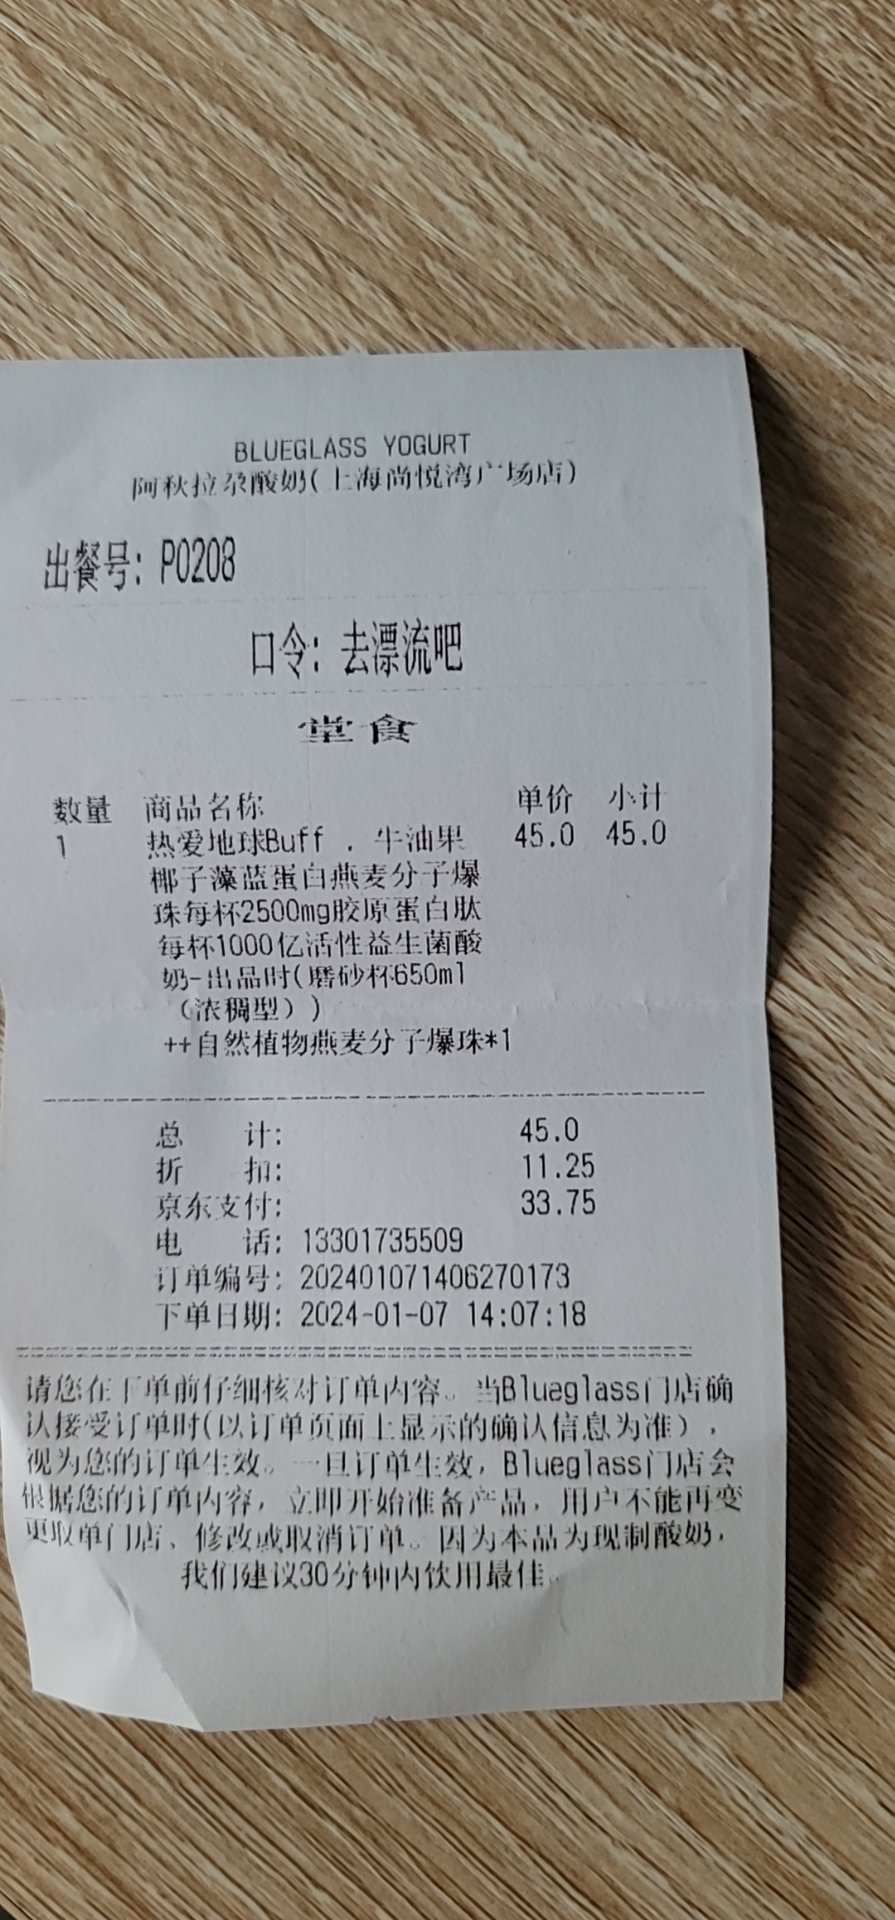 BLUEGLASS YOGURT
阿秋拉尕酸奶(上海尚悦湾广场店)
出餐号: P0208
口令: 去漂流吧
堂食
数量 商品名称 单价 小计
1 热爱地球Buff . 牛油果 45.0 45.0
椰子藻蓝蛋白燕麦分子爆
珠每杯2500mg胶原蛋白肽
每杯1000亿活性益生菌酸
奶-出品时(磨砂杯650ml
（浓稠型）)
++自然植物燕麦分子爆珠*1
总 计: 45.0
折 扣: 11.25
京东支付: 33.75
电 话: 13301735509
订单编号: 202401071406270173
下单日期: 2024-01-07 14:07:18
请您在下单前仔细核对订单内容。当Blueglass门店确
认接受订单时(以订单页面上显示的确认信息为准)，
视为您的订单生效。一旦订单生效，Blueglass门店会
根据您的订单内容，立即开始准备产品，用户不能再变
更取单门店、修改或取消订单。因为本品为现制酸奶，
我们建议30分钟内饮用最佳。